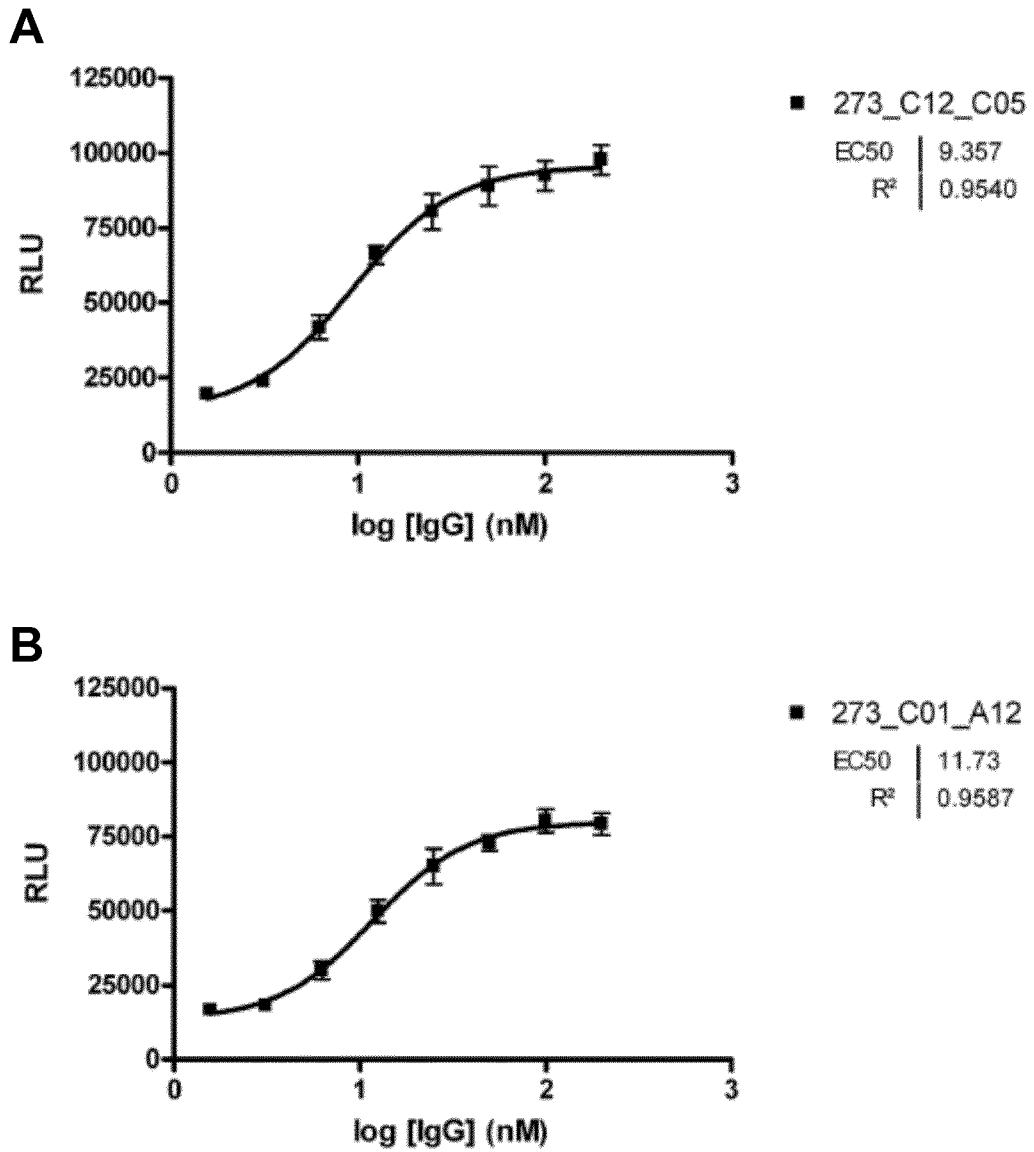 A
125000
100000
75000
50000
25000
0
RLU
0 1 2 3
log [IgG] (nM)
273_C12_C05
EC50 9.357
R² 0.9540
B
125000
100000
75000
50000
25000
0
RLU
0 1 2 3
log [IgG] (nM)
273_C01_A12
EC50 11.73
R² 0.9587